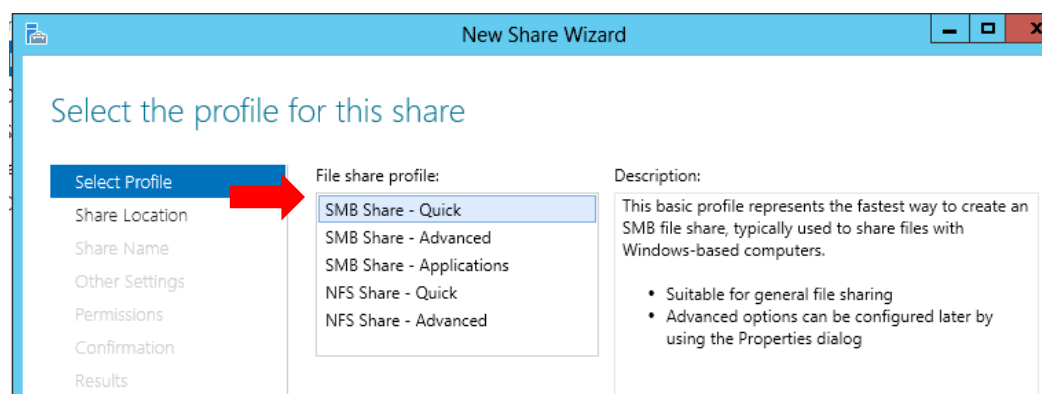 New Share Wizard
Select the profile for this share
Select Profile
Share Location
Share Name
Other Settings
Permissions
Confirmation
Results
File share profile:
SMB Share - Quick
SMB Share - Advanced
SMB Share - Applications
NFS Share - Quick
NFS Share - Advanced
Description:
This basic profile represents the fastest way to create an
SMB file share, typically used to share files with
Windows-based computers.
• Suitable for general file sharing
• Advanced options can be configured later by
using the Properties dialog